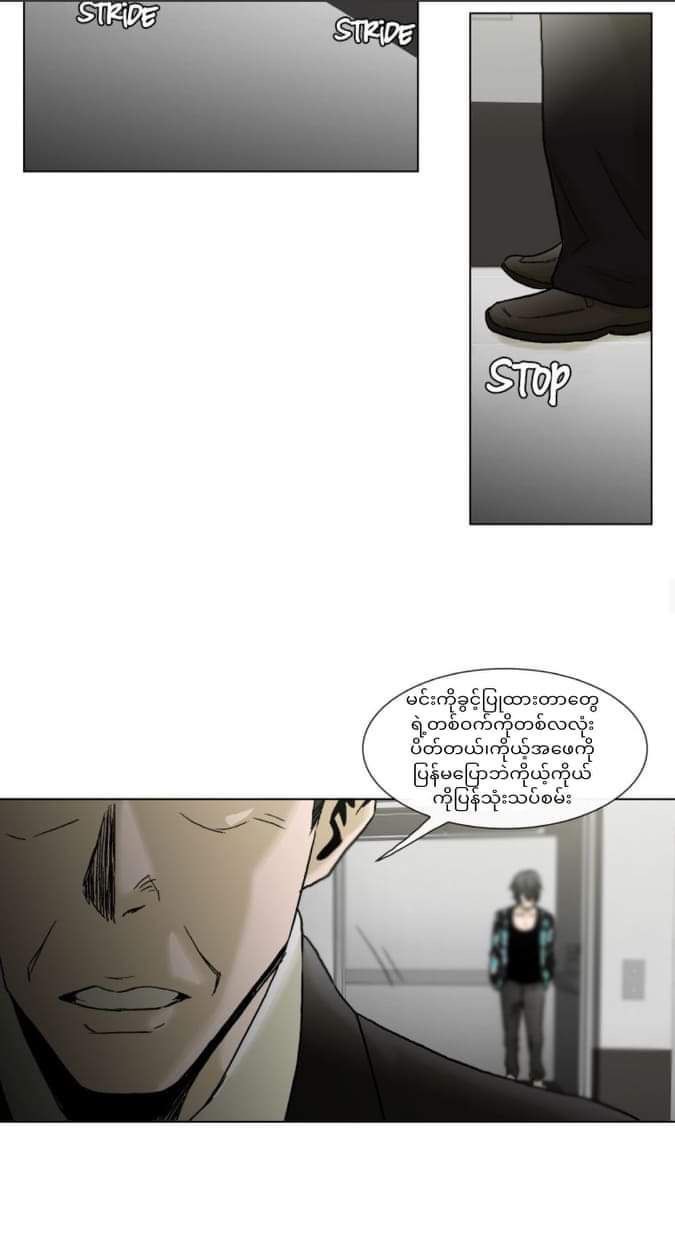 STRIDE
STRIDE
STOP
မင်းကိုခွင့်ပြုထားတာတွေ
ရဲ့တစ်ဝက်ကိုတစ်လလုံး
ပိတ်တယ်၊ကိုယ့်အဖေကို
ပြန်မပြောဘဲကိုယ့်ကိုယ်
ကိုပြန်သုံးသပ်စမ်း